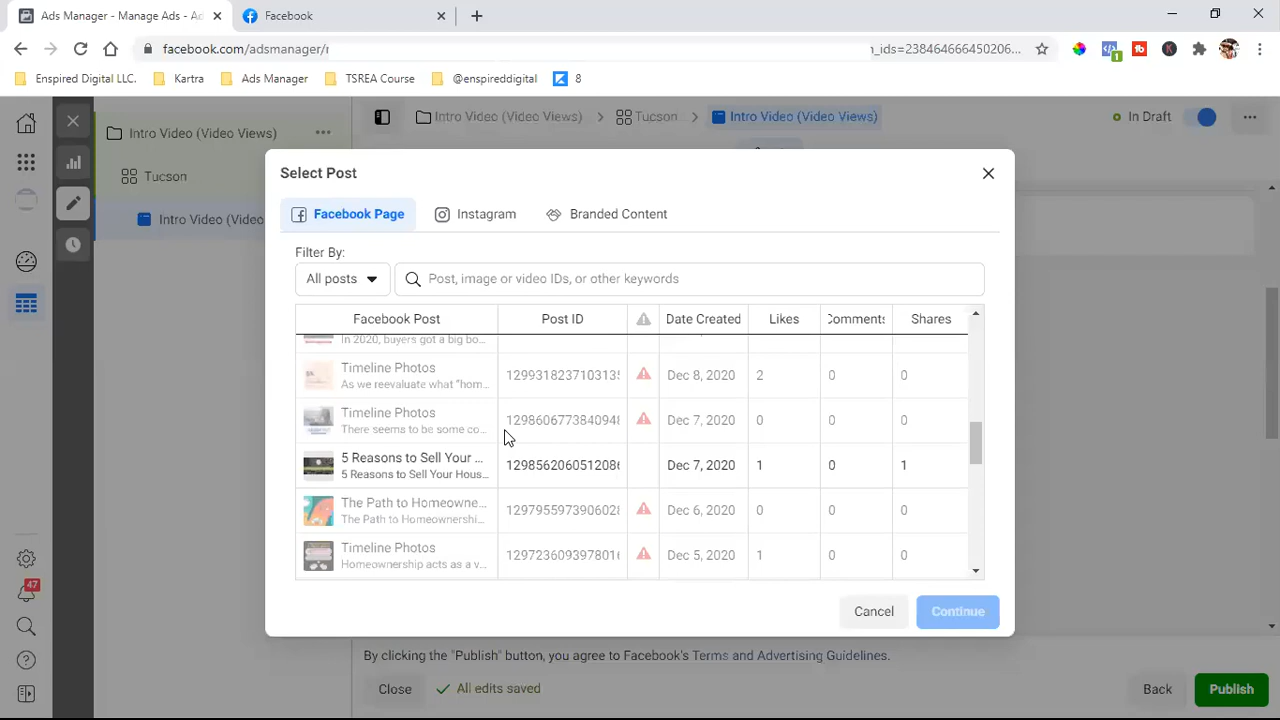 Ads Manager - Manage Ads - Ad
Facebook
facebook.com/adsmanager/r
n_ids=238464666450206...
Enspired Digital LLC.
Kartra
Ads Manager
TSREA Course
@enspireddigital
8
1
Intro Video (Video Views)
Intro Video (Video Views)
Tucson
Intro Video (Video Views)
In Draft
Tucson
Intro Video (Video
Select Post
Facebook Page
Instagram
Branded Content
Filter By:
All posts
Post, image or video IDs, or other keywords
Facebook Post
Post ID
Date Created
Likes
Comments
Shares
In 2020, buyers got a big bo...
Timeline Photos
As we reevaluate what "hom...
129931823710313
Dec 8, 2020
2
0
0
Timeline Photos
There seems to be some co...
129860677384094
Dec 7, 2020
0
0
0
5 Reasons to Sell Your ...
5 Reasons to Sell Your Hous...
129856206051208
Dec 7, 2020
1
0
1
The Path to Homeowne...
The Path to Homeownershi...
129795597390602
Dec 6, 2020
0
0
0
Timeline Photos
Homeownership acts as a v...
129723609397801
Dec 5, 2020
1
0
0
Cancel
Continue
47
By clicking the "Publish" button, you agree to Facebook's Terms and Advertising Guidelines.
Close
All edits saved
Back
Publish